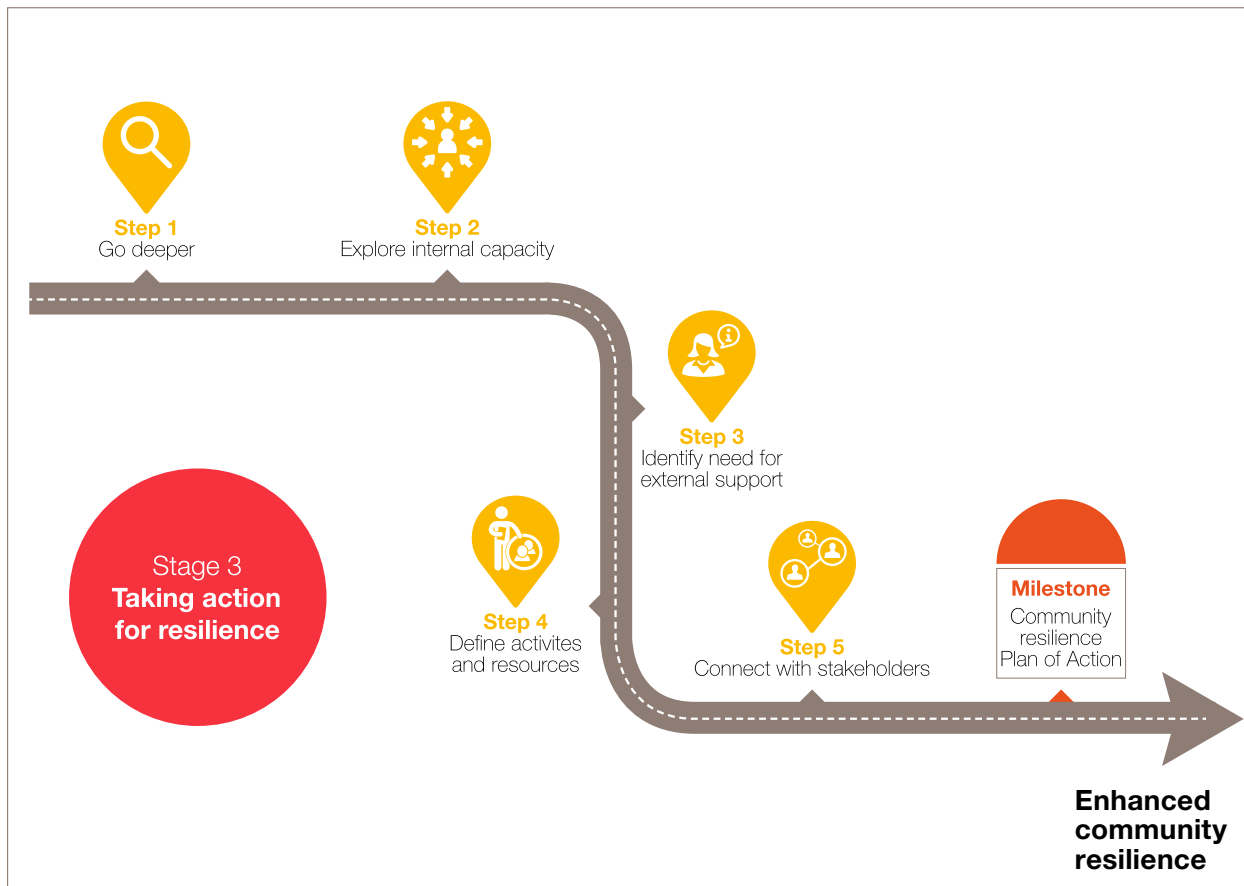 Step 1
Go deeper
Step 2
Explore internal capacity
Step 3
Identify need for
external support
Stage 3
Taking action
for resilience
Step 4
Define activites
and resources
Step 5
Connect with stakeholders
Milestone
Community
resilience
Plan of Action
Enhanced
community
resilience